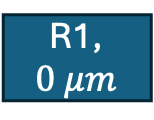 R1,
0 𝜇𝑚